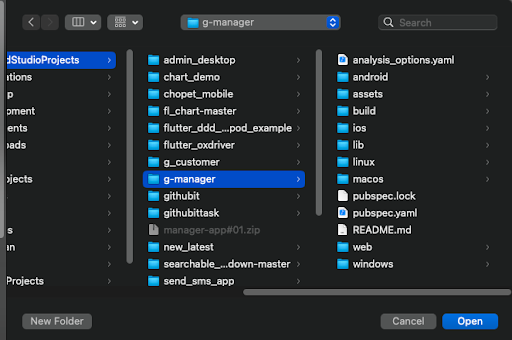 g-manager
Search
dStudioProjects
ations
p
opment
ents
oads
ojects
s
an
Projects
admin_desktop
chart_demo
chopet_mobile
fl_chart-master
flutter_ddd_...pod_example
flutter_oxdriver
g_customer
g-manager
githubit
githubittask
manager-app#01.zip
new_latest
searchable_...down-master
send_sms_app
analysis_options.yaml
android
assets
build
ios
lib
linux
macos
pubspec.lock
pubspec.yaml
README.md
web
windows
New Folder
Cancel
Open